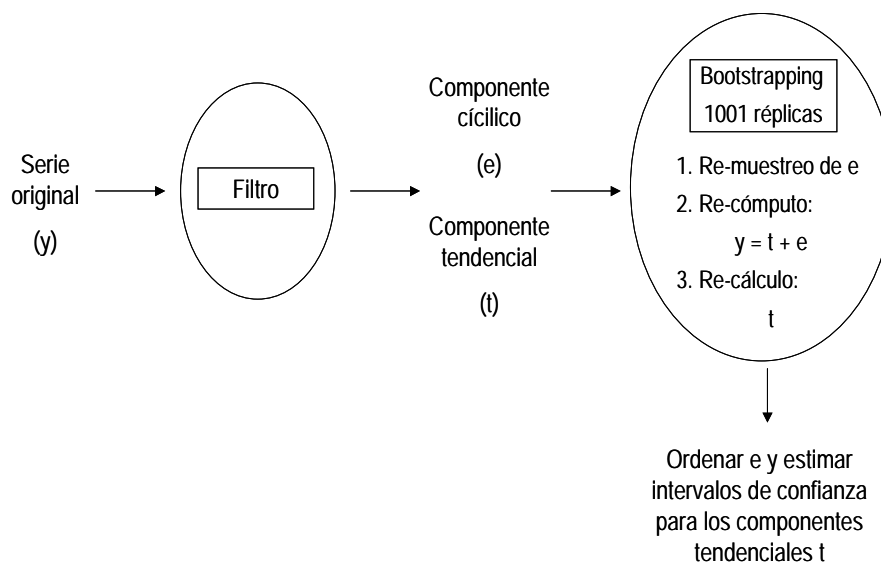 Serie
original
(y)
Filtro
Componente
cícilico
(e)
Componente
tendencial
(t)
Bootstrapping
1001 réplicas
1. Re-muestreo de e
2. Re-cómputo:
y = t + e
3. Re-cálculo:
t
Ordenar e y estimar
intervalos de confianza
para los componentes
tendenciales t